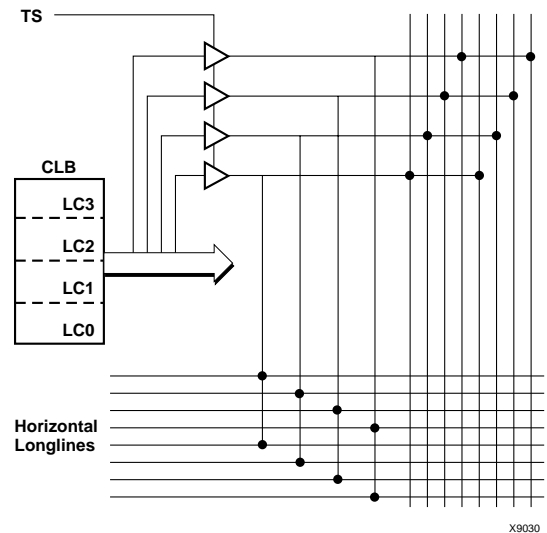 TS
CLB
LC3
LC2
LC1
LC0
Horizontal
Longlines
X9030